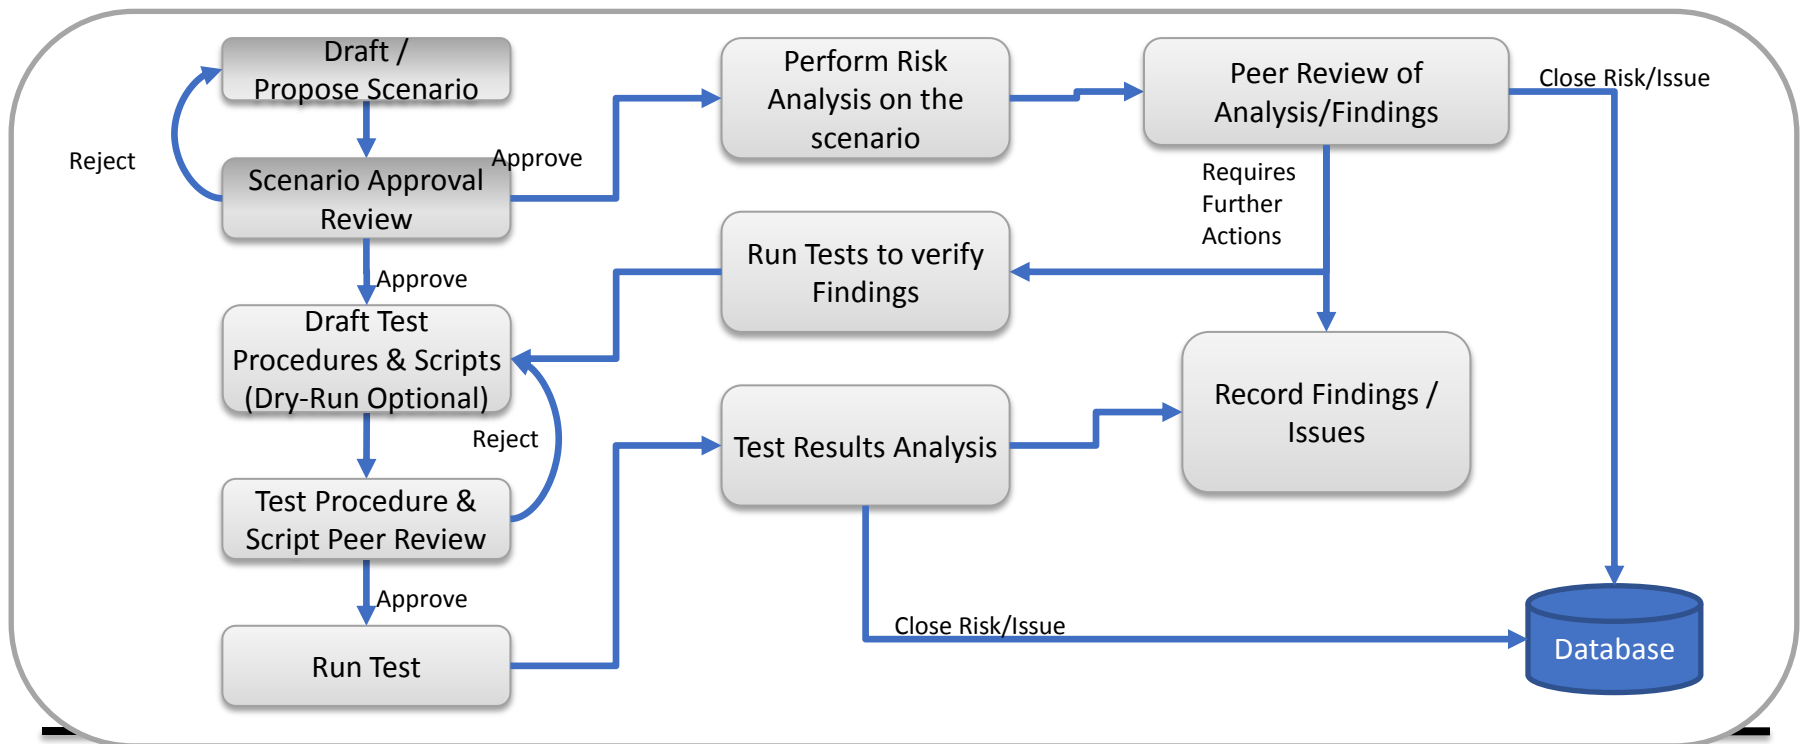 Draft /
Propose Scenario
Reject
Scenario Approval
Review
Approve
Perform Risk
Analysis on the
scenario
Peer Review of
Analysis/Findings
Close Risk/Issue
Requires
Further
Actions
Approve
Run Tests to verify
Findings
Draft Test
Procedures & Scripts
(Dry-Run Optional)
Reject
Test Results Analysis
Record Findings /
Issues
Test Procedure &
Script Peer Review
Approve
Run Test
Close Risk/Issue
Database